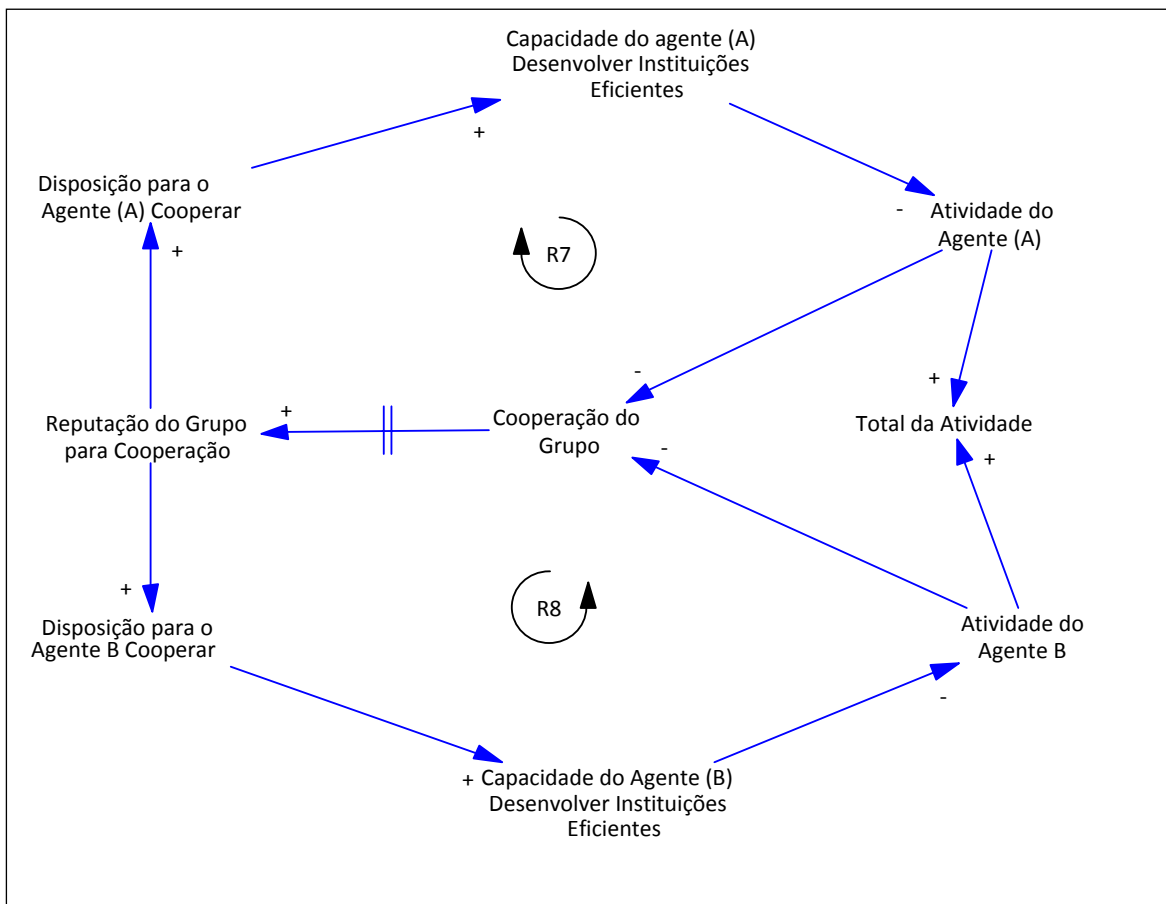 Capacidade do agente (A)
Desenvolver Instituições
Eficientes
+
Disposição para o
Agente (A) Cooperar
-
Atividade do
Agente (A)
+
R7
-
+
+
Reputação do Grupo
para Cooperação
Cooperação do
Grupo
Total da Atividade
-
+
+
R8
Disposição para o
Agente B Cooperar
Atividade do
Agente B
-
+ Capacidade do Agente (B)
Desenvolver Instituições
Eficientes